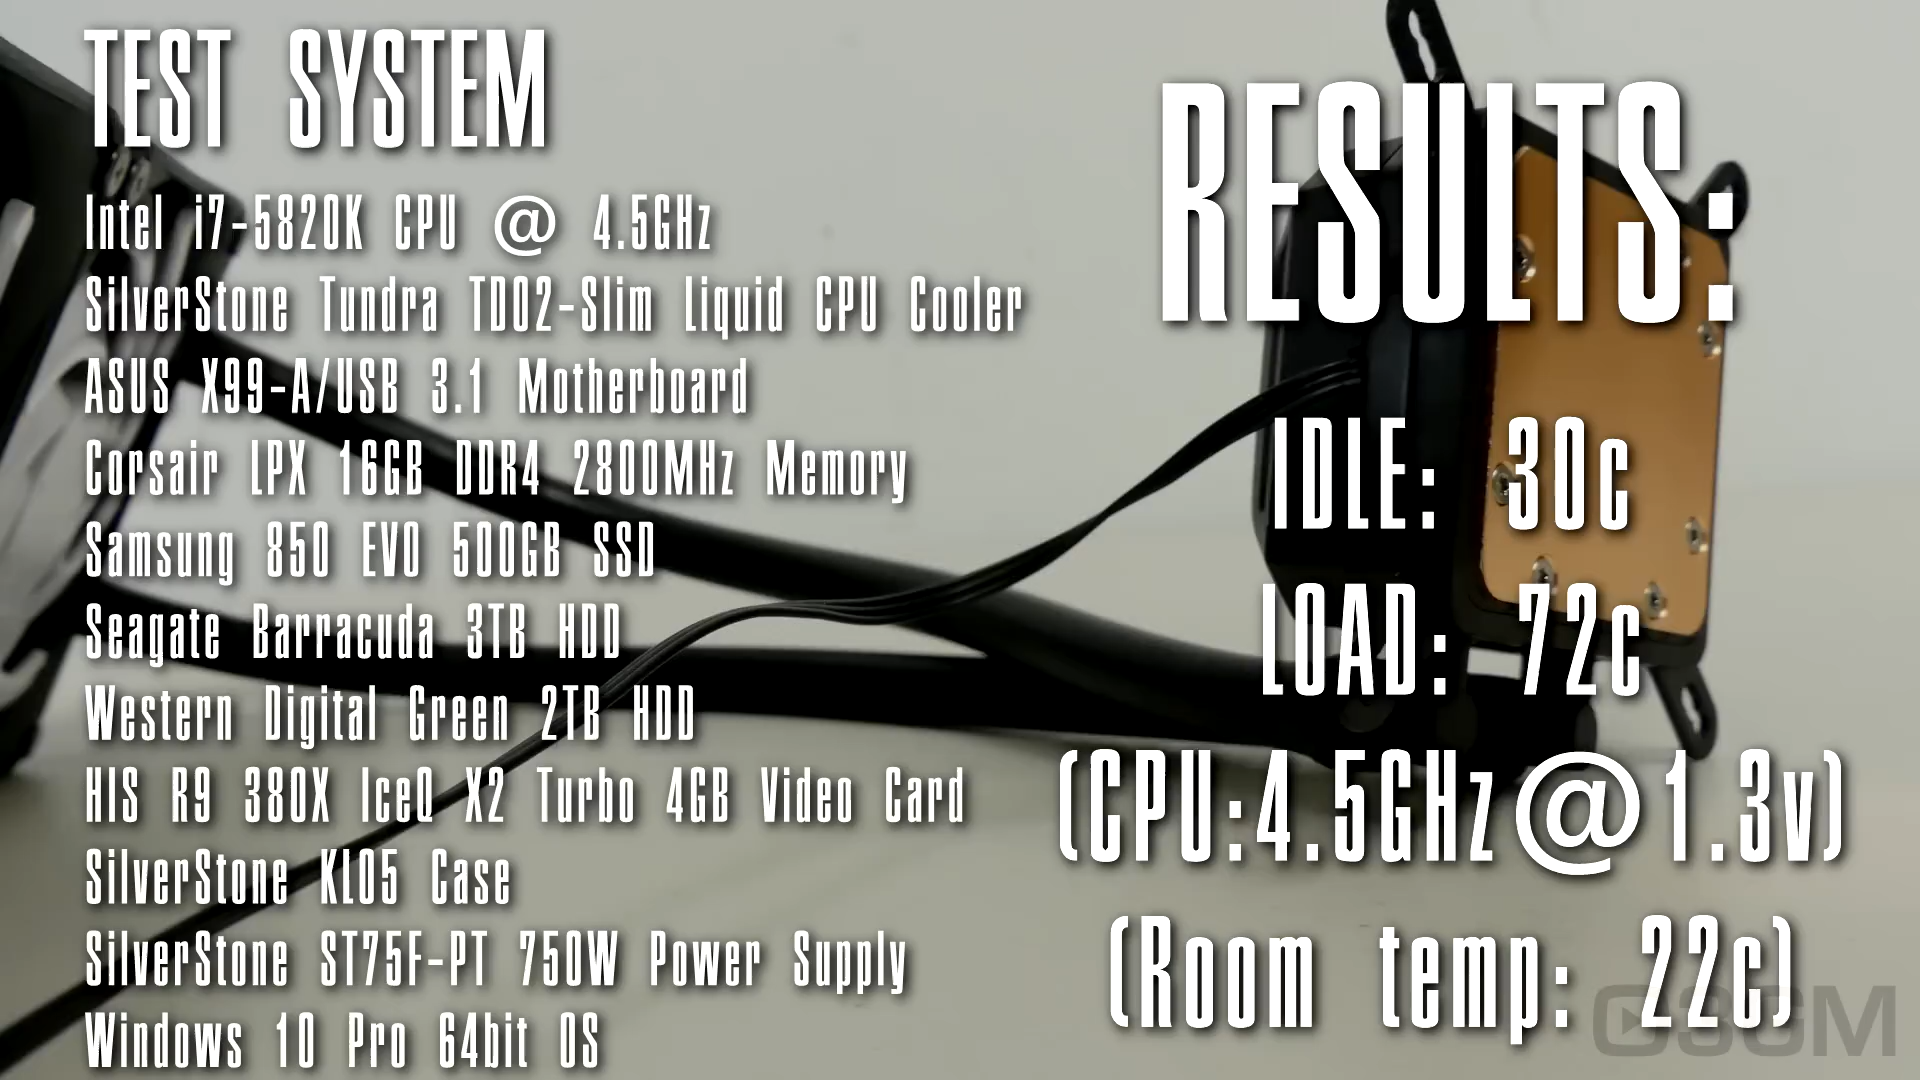 TEST SYSTEM
Intel i7-5820K CPU @ 4.5GHz
SilverStone Tundra TD02-Slim Liquid CPU Cooler
ASUS X99-A/USB 3.1 Motherboard
Corsair LPX 16GB DDR4 2800MHz Memory
Samsung 850 EVO 500GB SSD
Seagate Barracuda 3TB HDD
Western Digital Green 2TB HDD
HIS R9 380X IceQ X2 Turbo 4GB Video Card
SilverStone KL05 Case
SilverStone ST75F-PT 750W Power Supply
Windows 10 Pro 64bit OS
RESULTS:
IDLE: 30c
LOAD: 72c
(CPU:4.5GHz@1.3v)
(Room temp: 22c)
G3GM